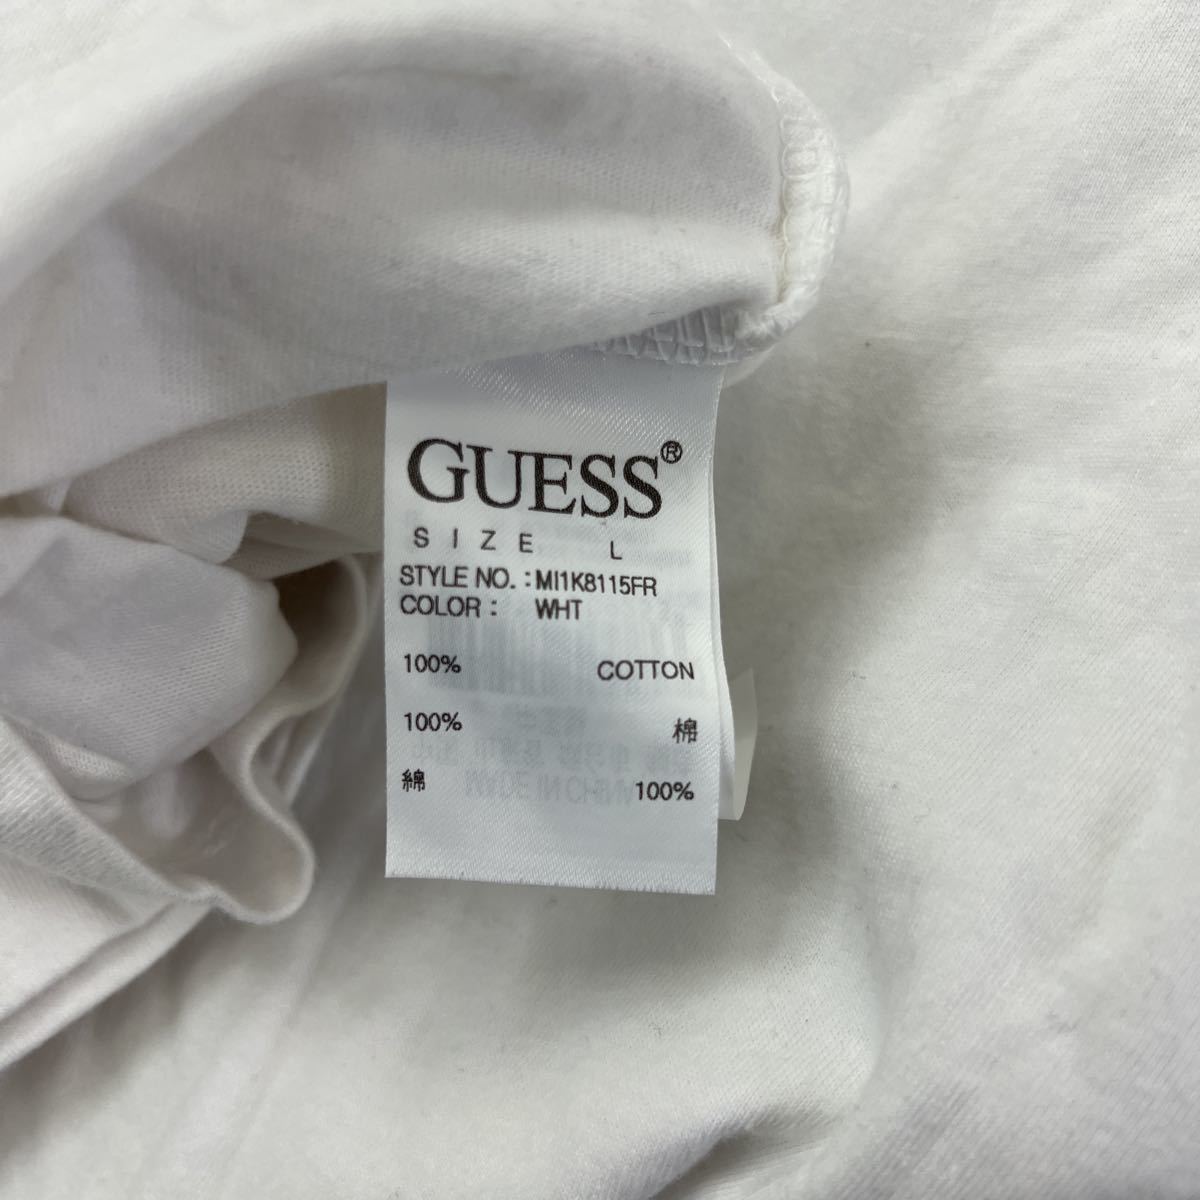 GUESS®
SIZE L
STYLE NO. : MI1K8115FR
COLOR : WHT
100% COTTON
100% 棉
綿 100%